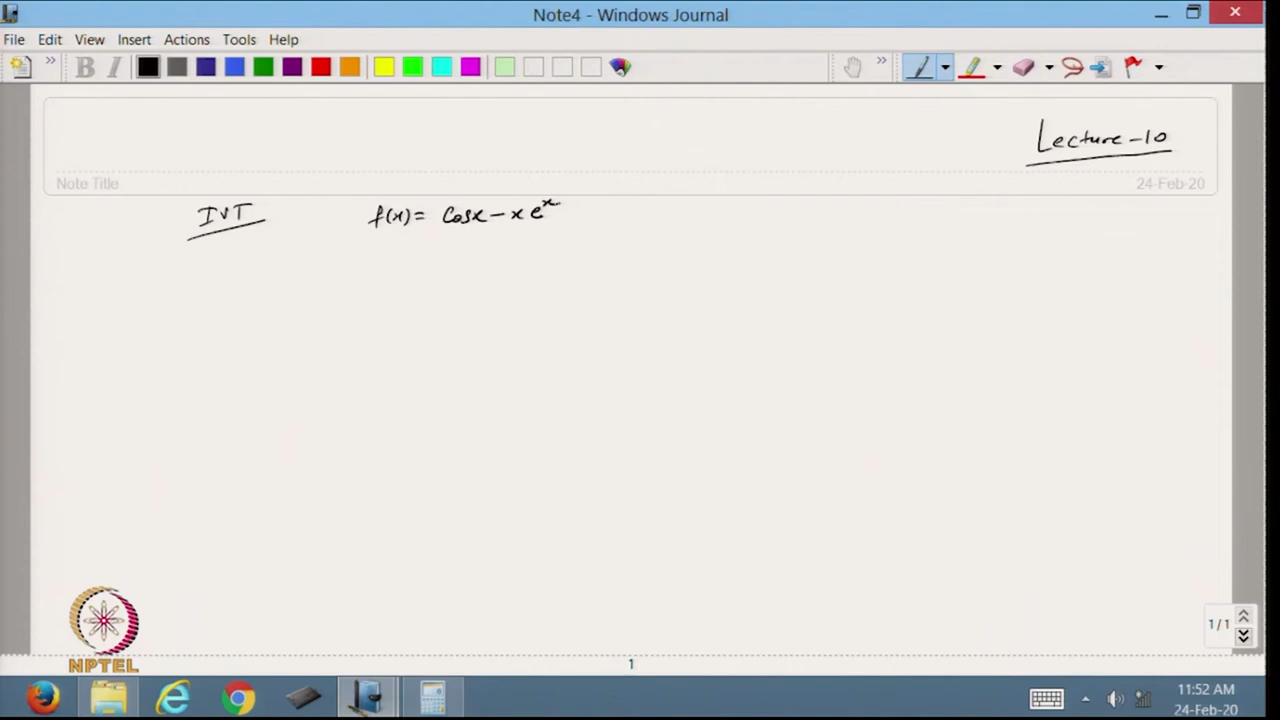 Note4 - Windows Journal
File Edit View Insert Actions Tools Help
B I
Lecture-10
Note Title
24-Feb-20
IVT f(x) = Cosx - x e^x
1 / 1
NPTEL
1
11:52 AM
24-Feb-20